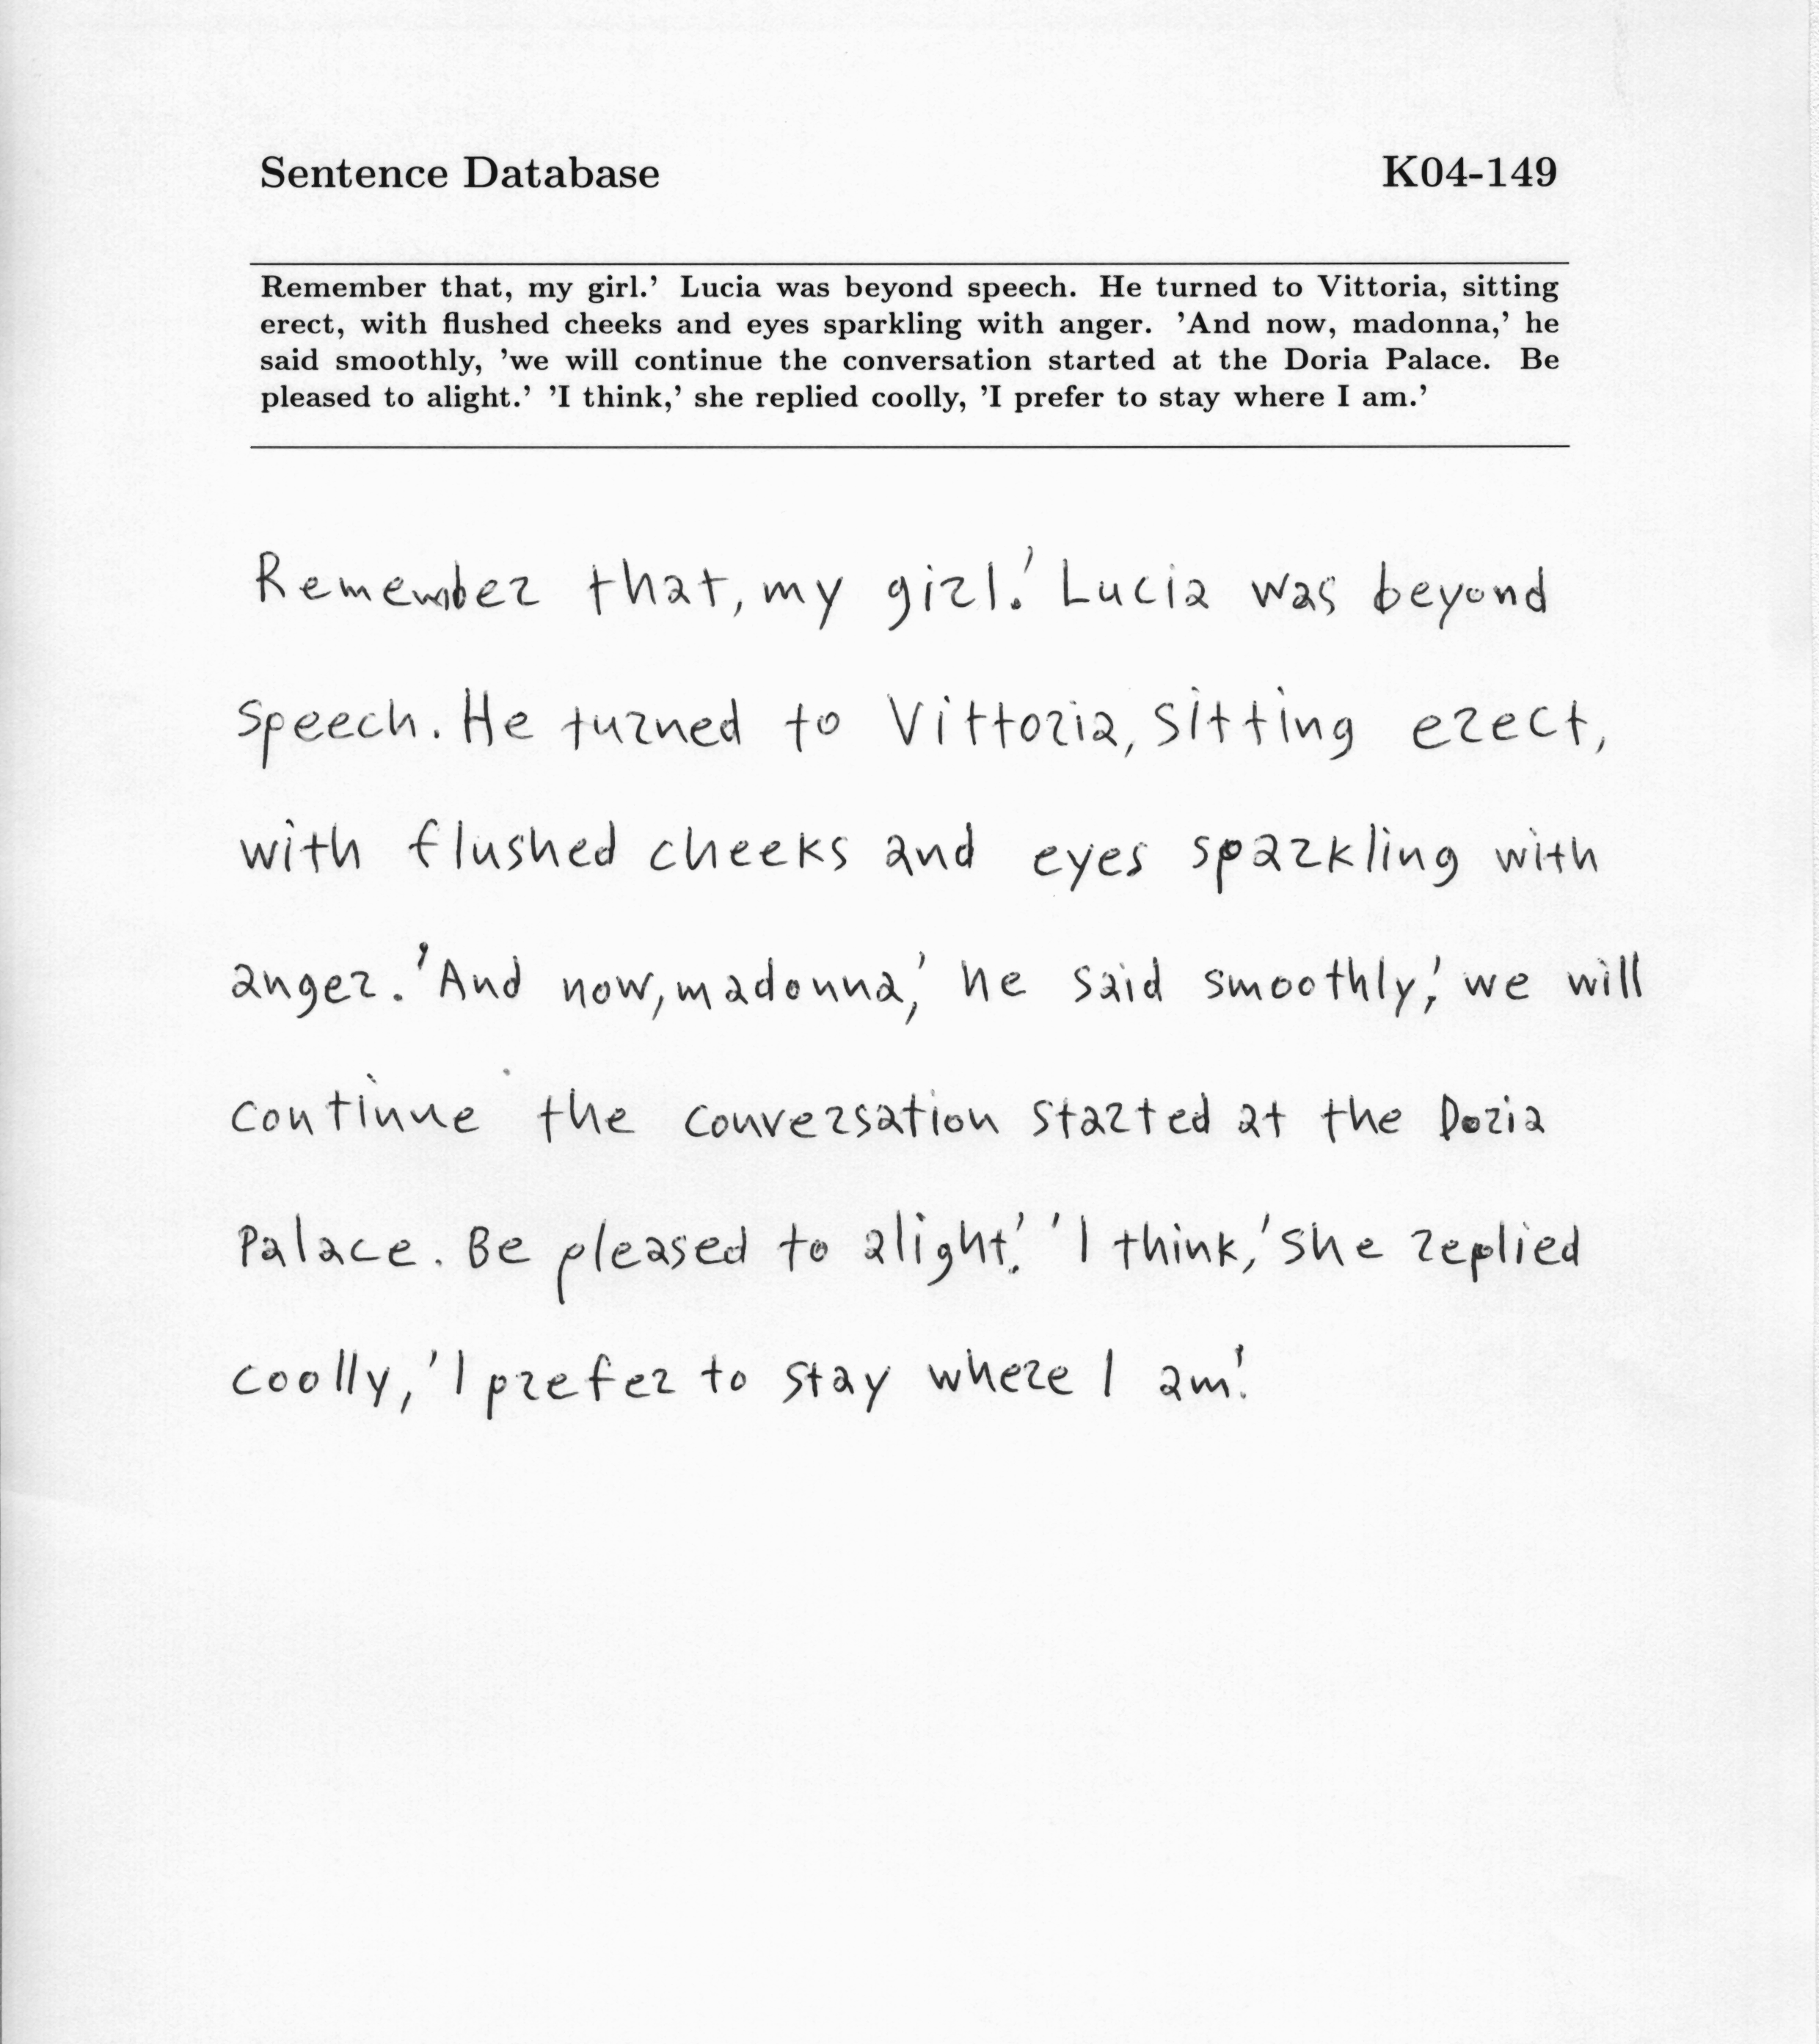 Sentence Database K04-149
Remember that, my girl.’ Lucia was beyond speech. He turned to Vittoria, sitting
erect, with flushed cheeks and eyes sparkling with anger. ’And now, madonna,’ he
said smoothly, ’we will continue the conversation started at the Doria Palace. Be
pleased to alight.’ ’I think,’ she replied coolly, ’I prefer to stay where I am.’
Remember that, my girl.' Lucia was beyond
speech. He turned to Vittoria, sitting erect,
with flushed cheeks and eyes sparkling with
anger. 'And now, madonna,' he said smoothly,' we will
continue the conversation started at the Doria
Palace. Be pleased to alight.' 'I think,' she replied
coolly, 'I prefer to stay where I am.'